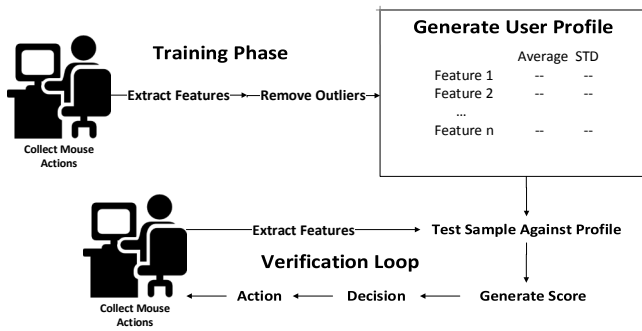 Training Phase
Collect Mouse
Actions
Extract Features
Remove Outliers
Generate User Profile
Average STD
Feature 1 -- --
Feature 2 -- --
...
Feature n -- --
Collect Mouse
Actions
Extract Features
Test Sample Against Profile
Verification Loop
Action
Decision
Generate Score